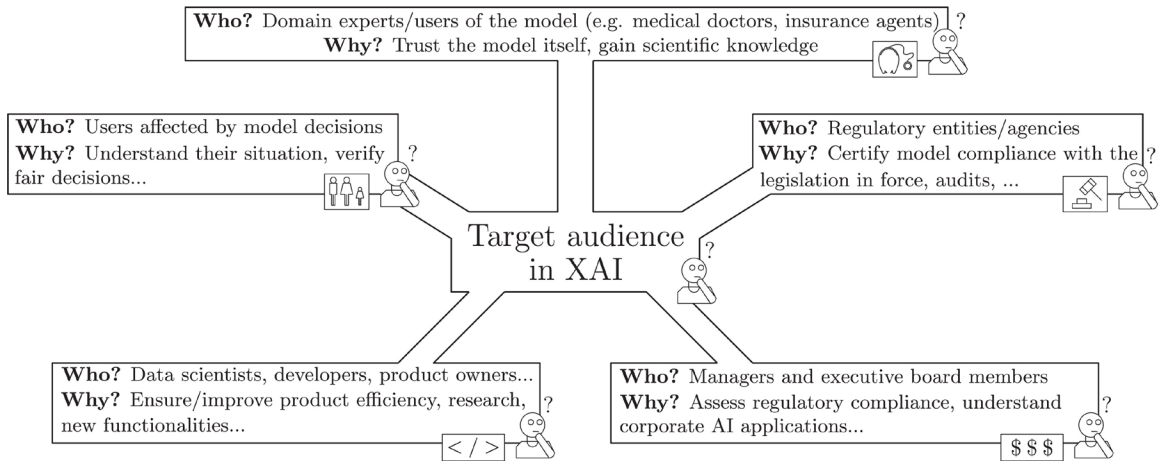 Who? Domain experts/users of the model (e.g. medical doctors, insurance agents)
Why? Trust the model itself, gain scientific knowledge
?
Who? Users affected by model decisions
Why? Understand their situation, verify
fair decisions...
?
Who? Regulatory entities/agencies
Why? Certify model compliance with the
legislation in force, audits, ...
?
Target audience
in XAI
?
Who? Data scientists, developers, product owners...
Why? Ensure/improve product efficiency, research,
new functionalities...
?
</>
Who? Managers and executive board members
Why? Assess regulatory compliance, understand
corporate AI applications...
?
$ $ $